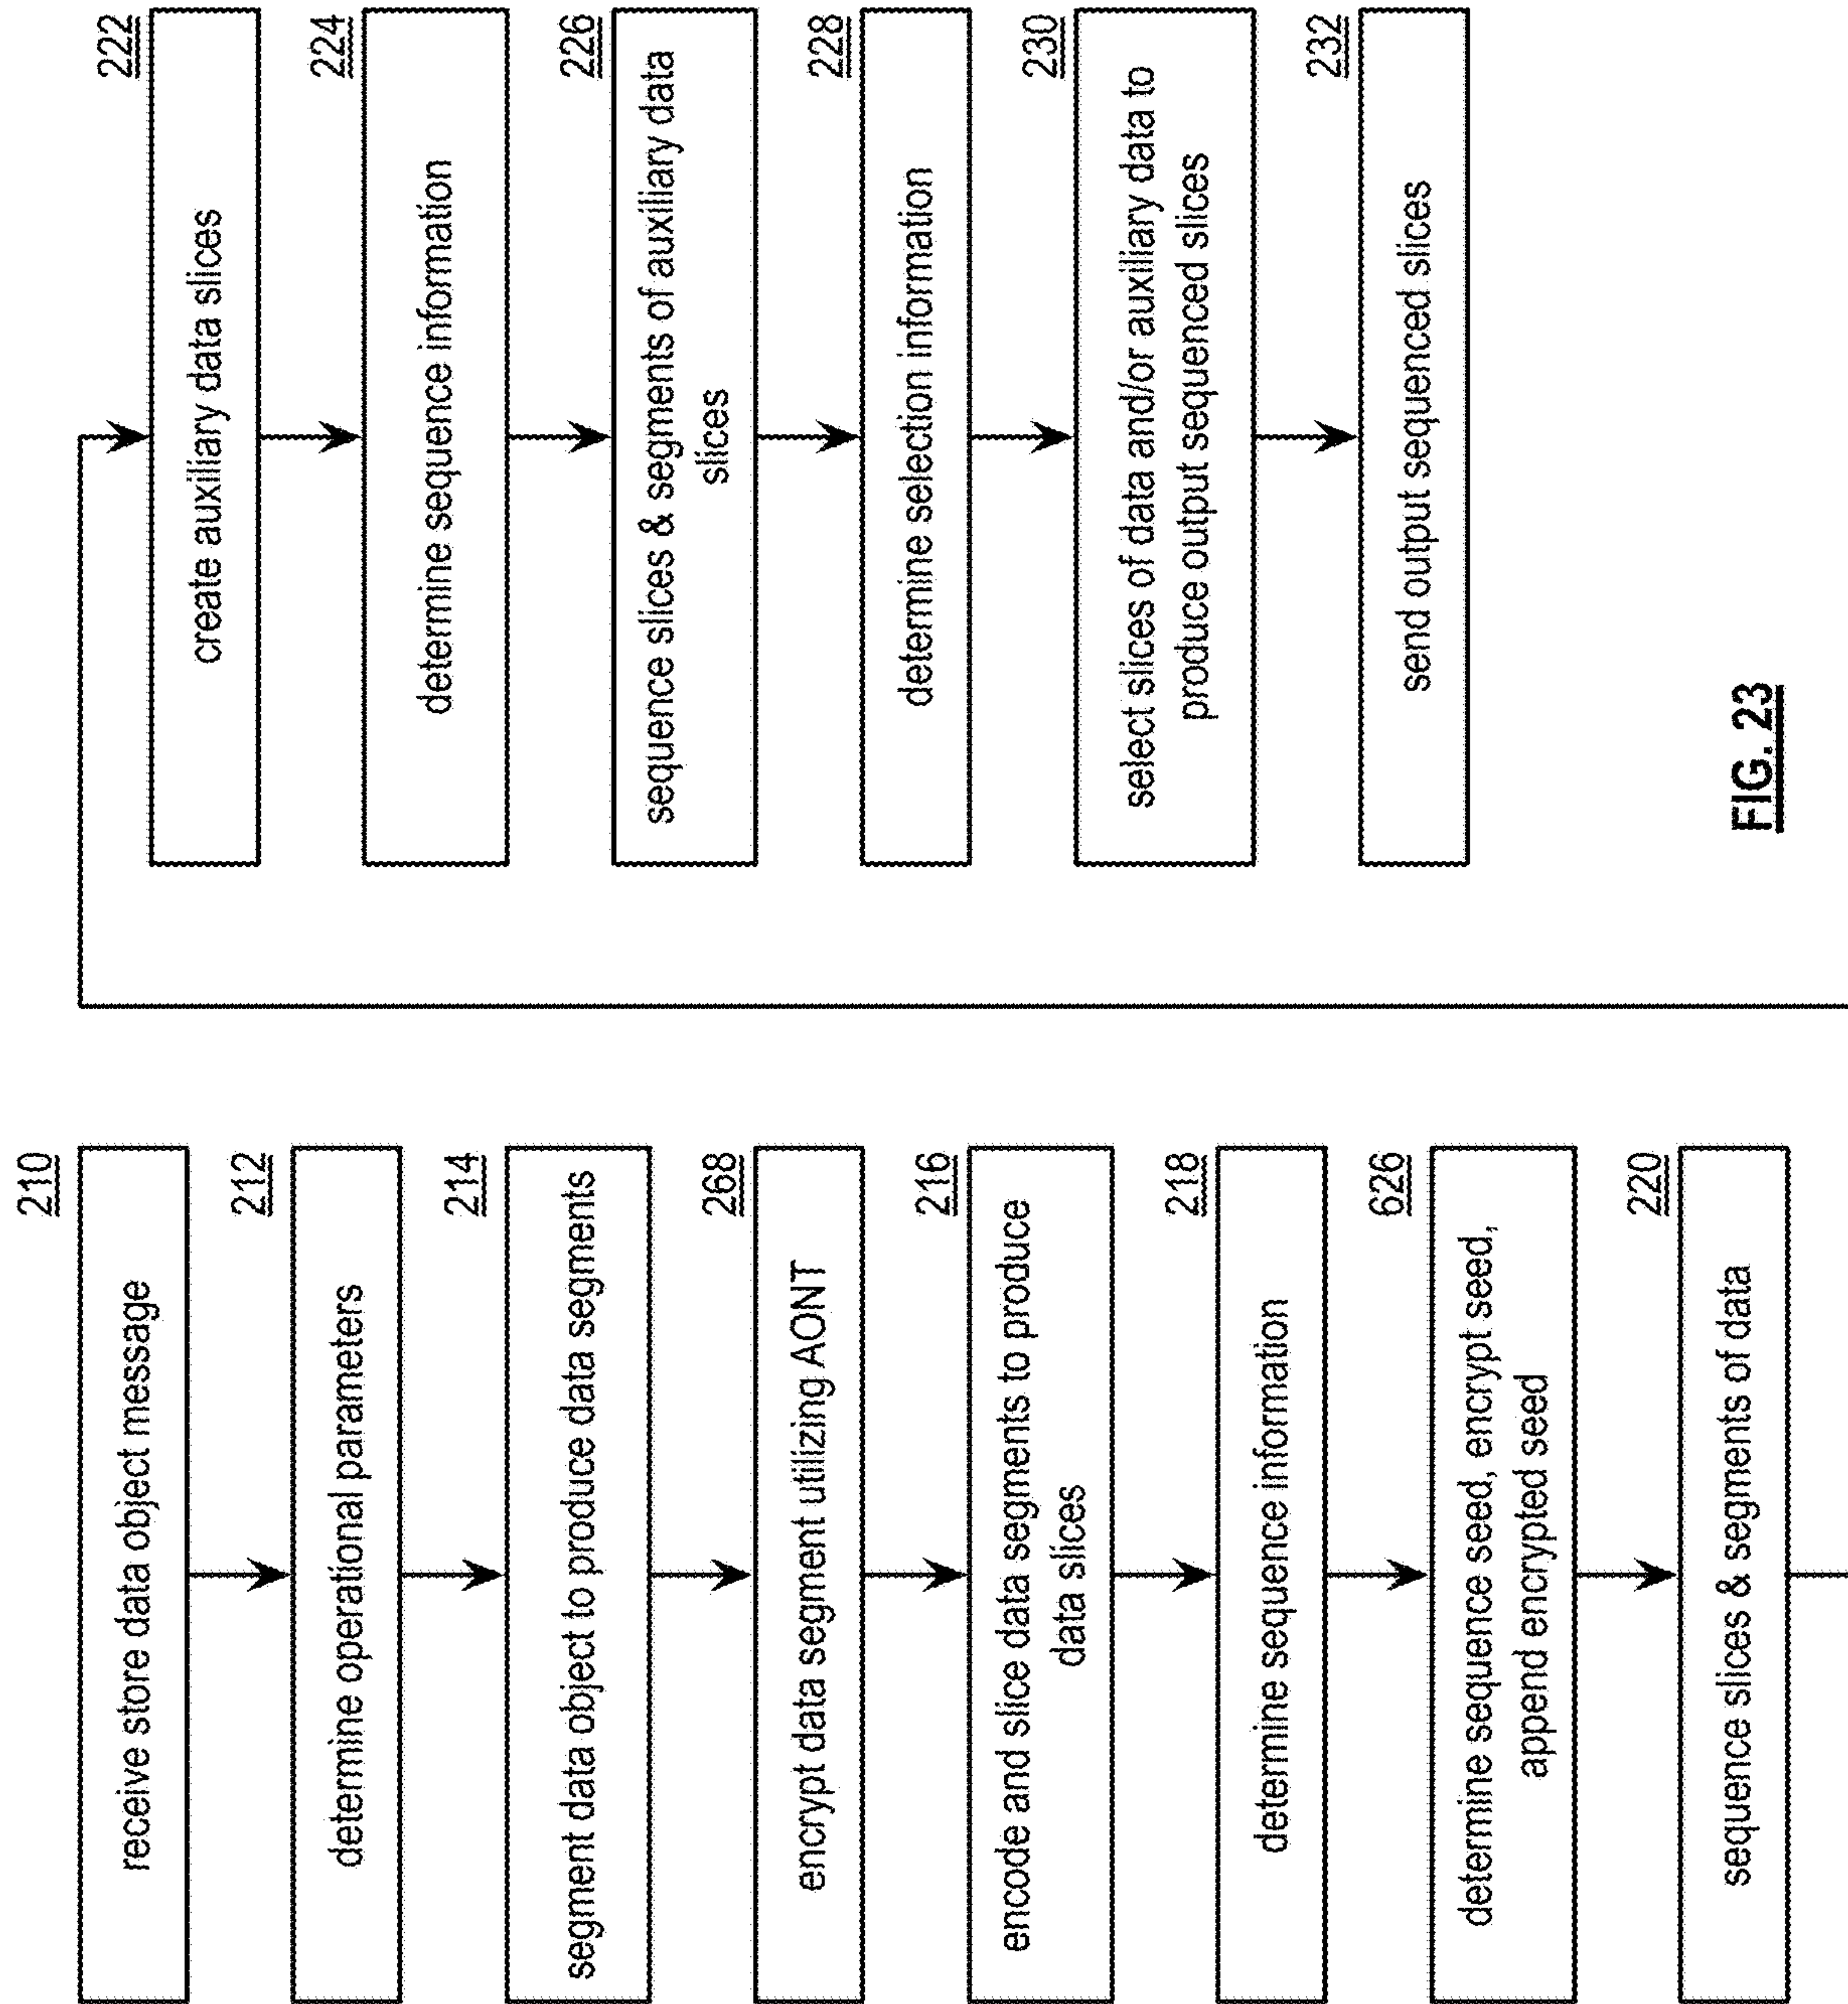 210
receive store data object message
212
determine operational parameters
214
segment data object to produce data segments
268
encrypt data segment utilizing AONT
216
encode and slice data segments to produce
data slices
218
determine sequence information
626
determine sequence seed, encrypt seed,
append encrypted seed
220
sequence slices & segments of data
222
create auxiliary data slices
224
determine sequence information
226
sequence slices & segments of auxiliary data
slices
228
determine selection information
230
select slices of data and/or auxiliary data to
produce output sequenced slices
232
send output sequenced slices
FIG. 23